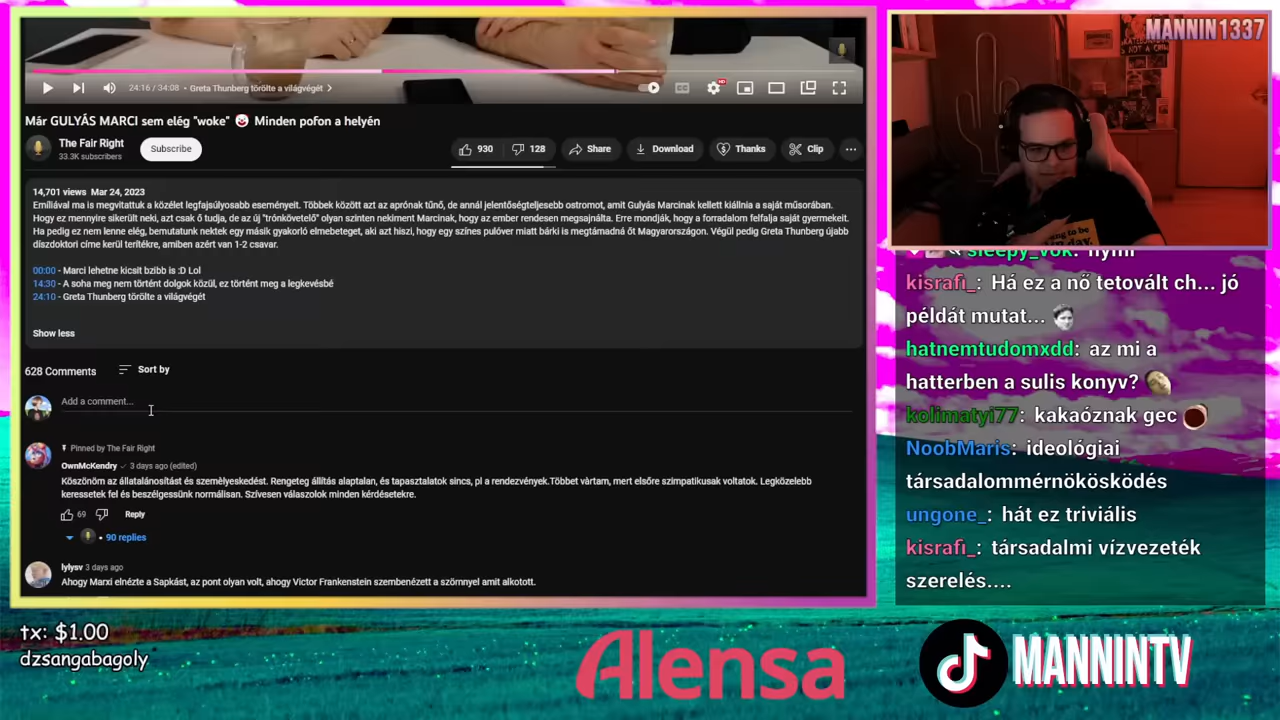 24:16 / 34:08 • Greta Thunberg törölte a világvégét >
HD
Már GULYÁS MARCI sem elég "woke" 🤡 Minden pofon a helyén
The Fair Right
33.3K subscribers
Subscribe
930
128
Share
Download
Thanks
Clip
14,701 views Mar 24, 2023
Emíliával ma is megvitattuk a közélet legfajsúlyosabb eseményeit. Többek között azt az aprónak tűnő, de annál jelentőségteljesebb ostromot, amit Gulyás Marcinak kellett kiállnia a saját műsorában.
Hogy ez mennyire sikerült neki, azt csak ő tudja, de az új "trónkövetelő" olyan szinten nekiment Marcinak, hogy az ember rendesen megsajnálta. Erre mondják, hogy a forradalom felfalja saját gyermekeit.
Ha pedig ez nem lenne elég, bemutatunk nektek egy másik gyakorló elmebeteget, aki azt hiszi, hogy egy színes pulóver miatt bárki is megtámadná őt Magyarországon. Végül pedig Greta Thunberg újabb
díszdoktori címe kerül terítékre, amiben azért van 1-2 csavar.
00:00 - Marci lehetne kicsit bzibb is :D Lol
14:30 - A soha meg nem történt dolgok közül, ez történt meg a legkevésbé
24:10 - Greta Thunberg törölte a világvégét
Show less
628 Comments
Sort by
Add a comment...
Pinned by The Fair Right
OwnMcKendry ✓ 3 days ago (edited)
Köszönöm az állatalánosítást és szemèlyeskedést. Rengeteg állítás alaptalan, és tapasztalatok sincs, pl a rendezvények.Többet vàrtam, mert elsőre szimpatikusak voltatok. Legközelebb
keressetek fel és beszélgessünk normálisan. Szívesen válaszolok minden kérdésetekre.
69
Reply
• 90 replies
lylysv 3 days ago
Ahogy Marxi elnézte a Sapkást, az pont olyan volt, ahogy Victor Frankenstein szembenézett a szörnnyel amit alkotott.
MANNIN1337
sleepy_vok: nyihi
kisrafi_: Há ez a nő tetovált ch... jó
példát mutat...
hatnemtudomxdd: az mi a
hatterben a sulis konyv?
kolimatyi77: kakaóznak gec
NoobMaris: ideológiai
társadalommérnökösködés
ungone_: hát ez triviális
kisrafi_: társadalmi vízvezeték
szerelés....
tx: $1.00
dzsangabagoly
Alensa
MANNINTV